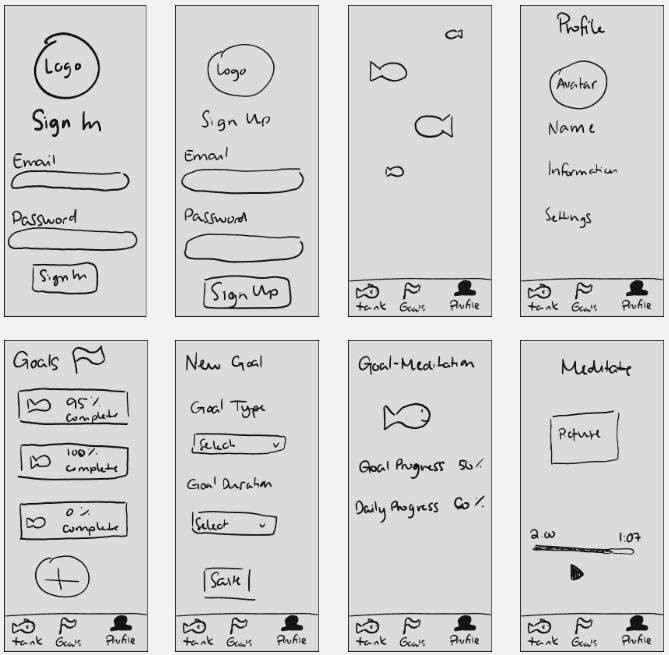 Logo
Sign In
Email
Password
Sign In
Logo
Sign Up
Email
Password
Sign Up
tank Goals Profile
Profile
Avatar
Name
Information
Settings
tank Goals Profile
Goals
95%
complete
100%
complete
0%
complete
+
tank Goals Profile
New Goal
Goal Type
Select
Goal Duration
Select
Save
tank Goals Profile
Goal-Meditation
Goal Progress 50%
Daily Progress 60%
tank Goals Profile
Meditate
Picture
2:00 1:07
tank Goals Profile